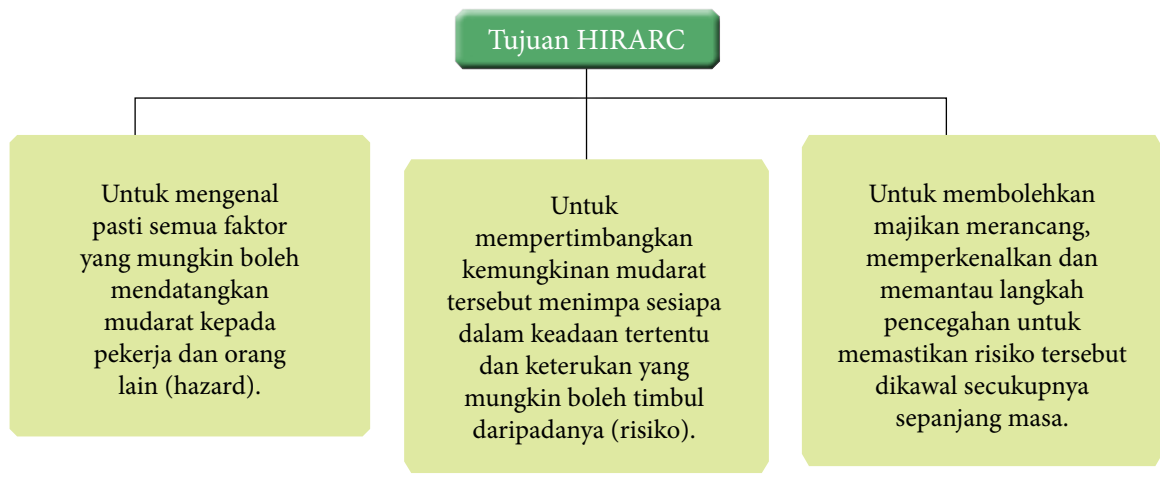 Tujuan HIRARC
Untuk mengenal
pasti semua faktor
yang mungkin boleh
mendatangkan
mudarat kepada
pekerja dan orang
lain (hazard).
Untuk
mempertimbangkan
kemungkinan mudarat
tersebut menimpa sesiapa
dalam keadaan tertentu
dan keterukan yang
mungkin boleh timbul
daripadanya (risiko).
Untuk membolehkan
majikan merancang,
memperkenalkan dan
memantau langkah
pencegahan untuk
memastikan risiko tersebut
dikawal secukupnya
sepanjang masa.